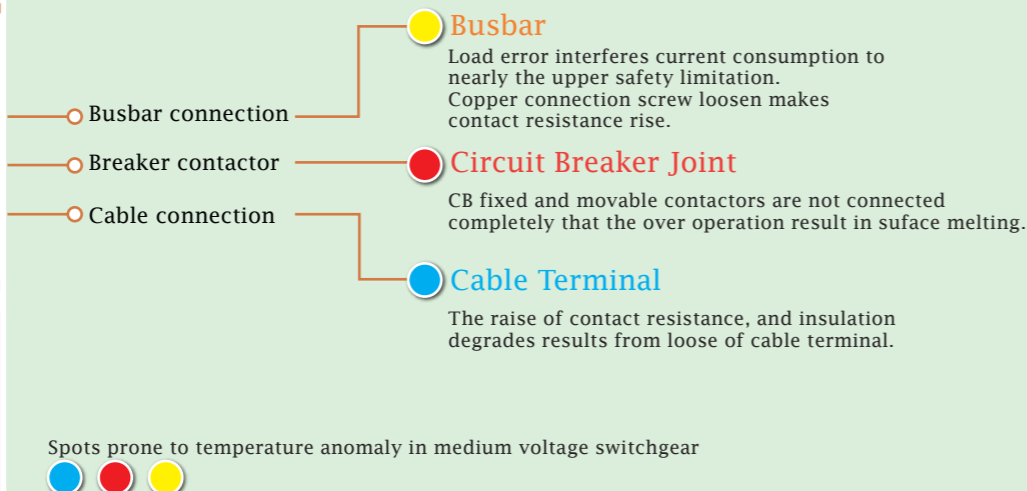 Busbar
Load error interferes current consumption to
nearly the upper safety limitation.
Copper connection screw loosen makes
contact resistance rise.
Busbar connection
Breaker contactor
Circuit Breaker Joint
CB fixed and movable contactors are not connected
completely that the over operation result in suface melting.
Cable connection
Cable Terminal
The raise of contact resistance, and insulation
degrades results from loose of cable terminal.
Spots prone to temperature anomaly in medium voltage switchgear